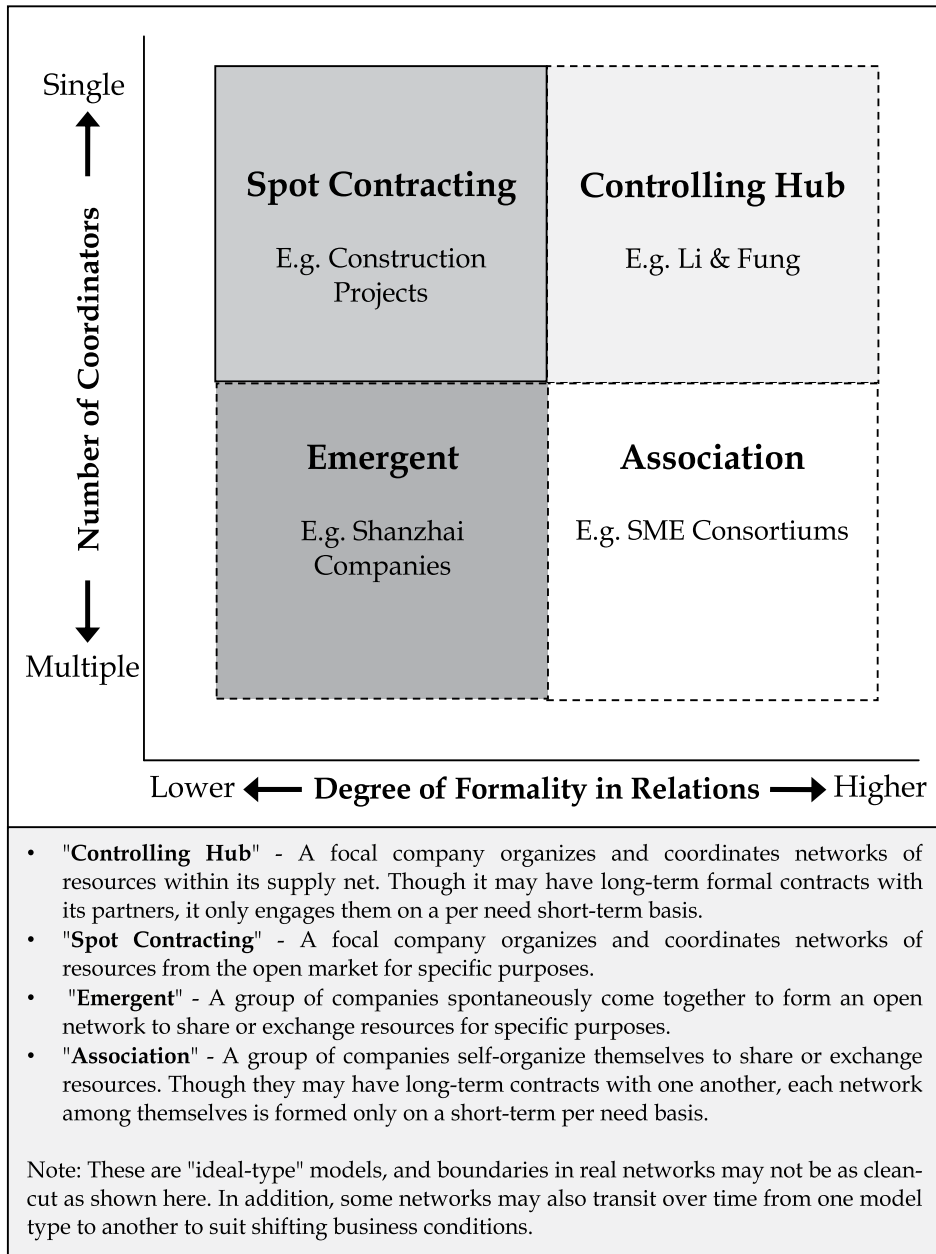 Single
Number of Coordinators
Multiple
Spot Contracting
E.g. Construction
Projects
Controlling Hub
E.g. Li & Fung
Emergent
E.g. Shanzhai
Companies
Association
E.g. SME Consortiums
Lower
Degree of Formality in Relations
Higher
• "Controlling Hub" - A focal company organizes and coordinates networks of
resources within its supply net. Though it may have long-term formal contracts with
its partners, it only engages them on a per need short-term basis.
• "Spot Contracting" - A focal company organizes and coordinates networks of
resources from the open market for specific purposes.
• "Emergent" - A group of companies spontaneously come together to form an open
network to share or exchange resources for specific purposes.
• "Association" - A group of companies self-organize themselves to share or exchange
resources. Though they may have long-term contracts with one another, each network
among themselves is formed only on a short-term per need basis.
Note: These are "ideal-type" models, and boundaries in real networks may not be as clean-
cut as shown here. In addition, some networks may also transit over time from one model
type to another to suit shifting business conditions.